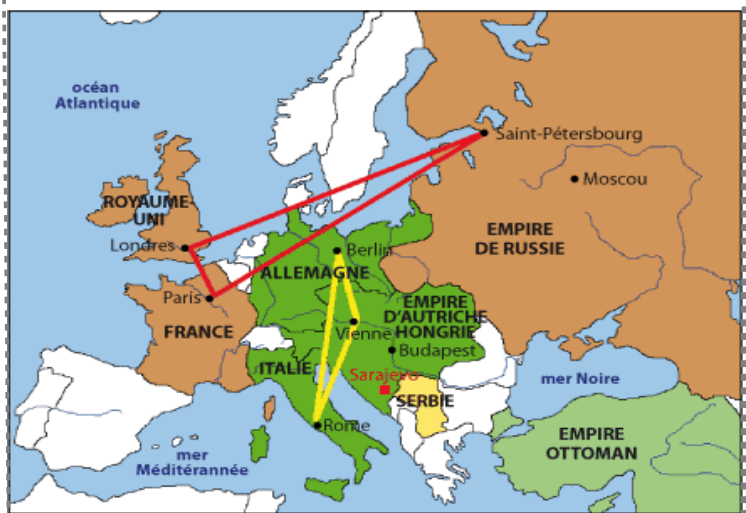 océan
Atlantique
Saint-Pétersbourg
Moscou
ROYAUME-
UNI
EMPIRE
DE RUSSIE
Londres
Berlin
ALLEMAGNE
Paris
EMPIRE
D'AUTRICHE
HONGRIE
FRANCE
Vienne
Budapest
ITALIE
Sarajevo
mer Noire
SERBIE
Rome
EMPIRE
OTTOMAN
mer
Méditérannée